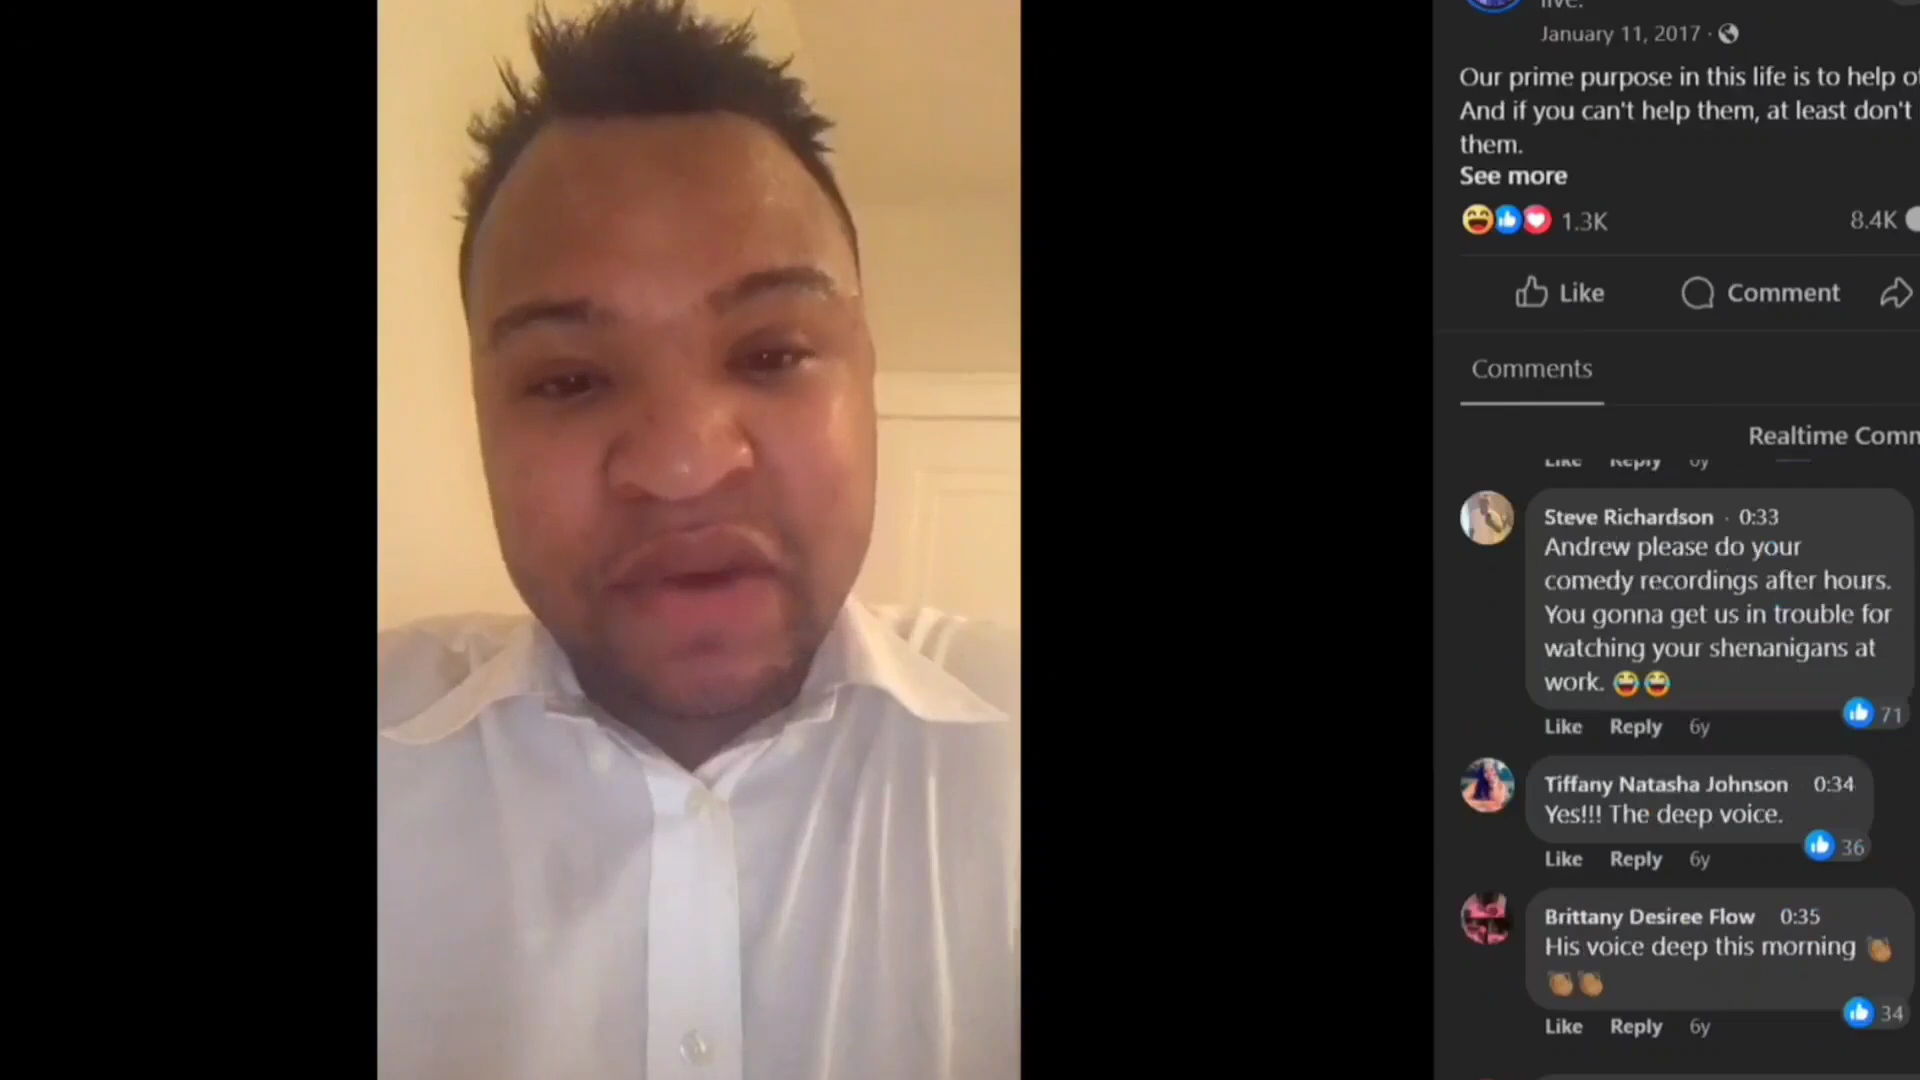 live.
January 11, 2017 ·
Our prime purpose in this life is to help
And if you can't help them, at least don't
them.
See more
1.3K
8.4K
Like
Comment
Comments
Realtime
Like Reply 6y
Steve Richardson · 0:33
Andrew please do your
comedy recordings after hours.
You gonna get us in trouble for
watching your shenanigans at
work. 😂😂
71
Like Reply 6y
Tiffany Natasha Johnson 0:34
Yes!!! The deep voice.
36
Like Reply 6y
Brittany Desiree Flow 0:35
His voice deep this morning 👏🏽
👏🏽👏🏽
34
Like Reply 6y